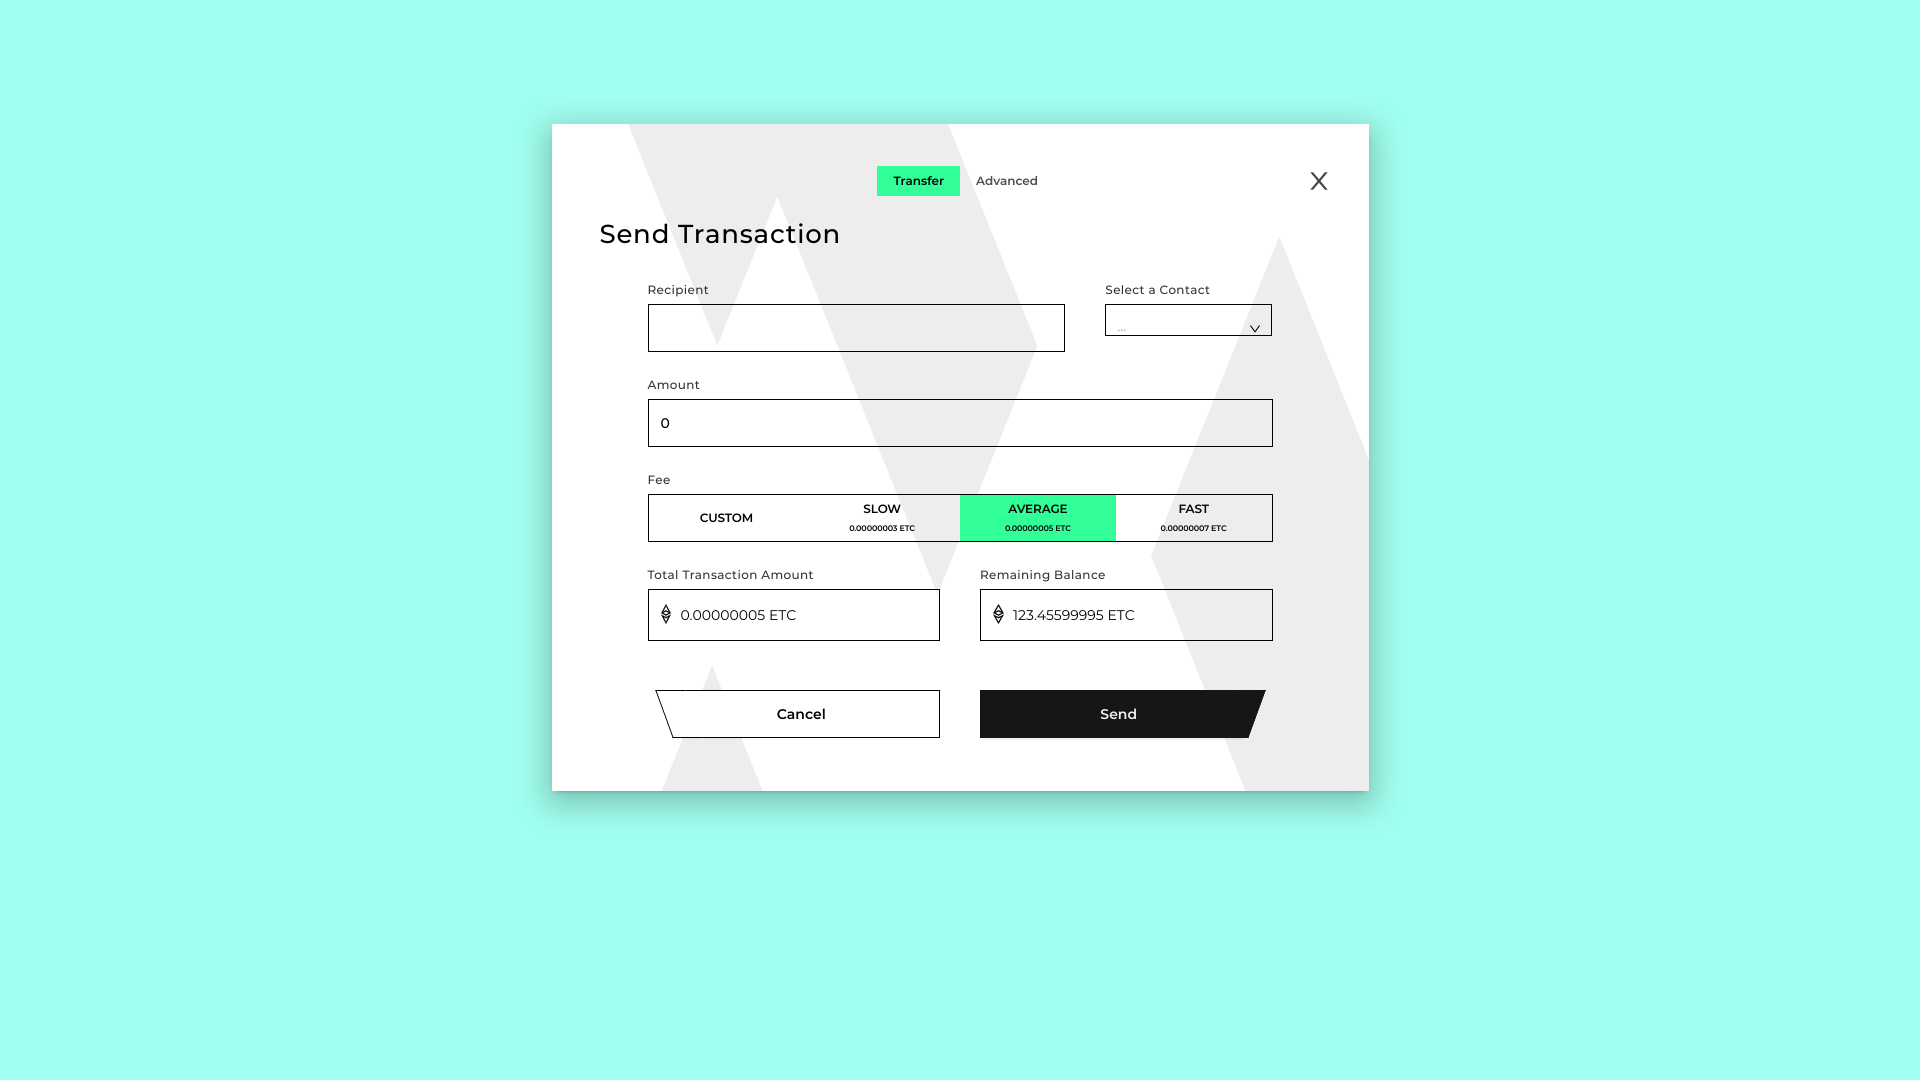 Transfer Advanced X
Send Transaction
Recipient Select a Contact
...
Amount
0
Fee
CUSTOM SLOW AVERAGE FAST
0.00000003 ETC 0.00000005 ETC 0.00000007 ETC
Total Transaction Amount Remaining Balance
0.00000005 ETC 123.45599995 ETC
Cancel Send